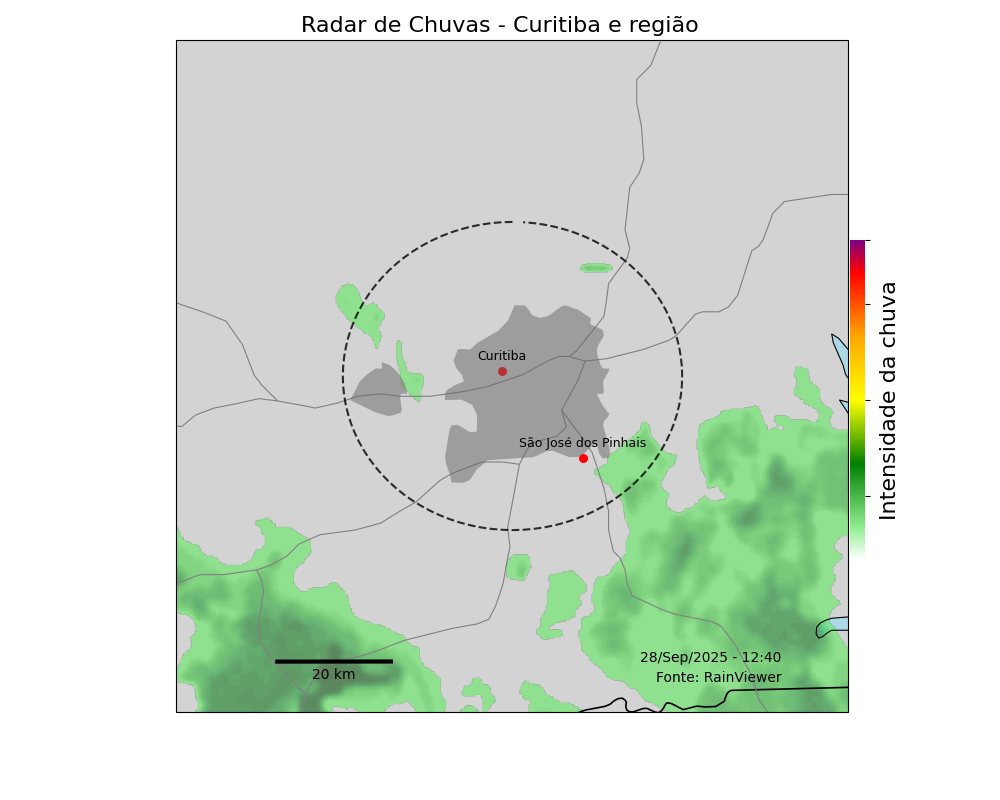 Radar de Chuvas - Curitiba e região
Curitiba
São José dos Pinhais
Intensidade da chuva
28/Sep/2025 - 12:40
Fonte: RainViewer
20 km